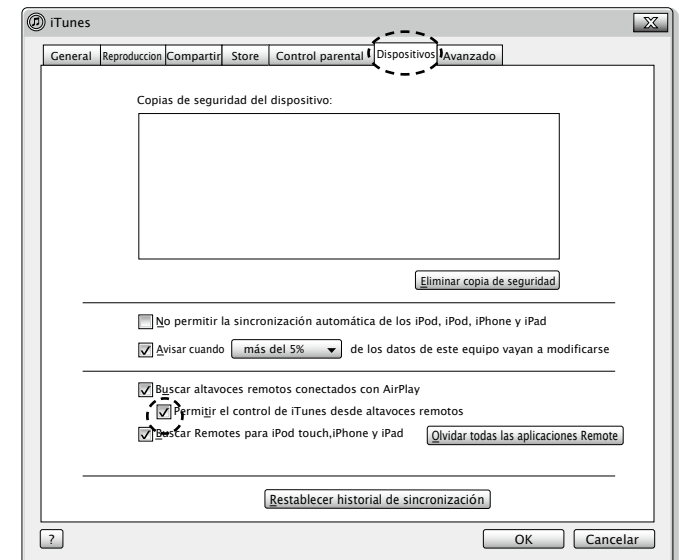 iTunes
General Reproduccion Compartir Store Control parental Dispositivos Avanzado
Copias de seguridad del dispositivo:
Eliminar copia de seguridad
No permitir la sincronización automática de los iPod, iPod, iPhone y iPad
Avisar cuando más del 5% de los datos de este equipo vayan a modificarse
Buscar altavoces remotos conectados con AirPlay
Permitir el control de iTunes desde altavoces remotos
Buscar Remotes para iPod touch,iPhone y iPad Olvidar todas las aplicaciones Remote
Restablecer historial de sincronización
? OK Cancelar